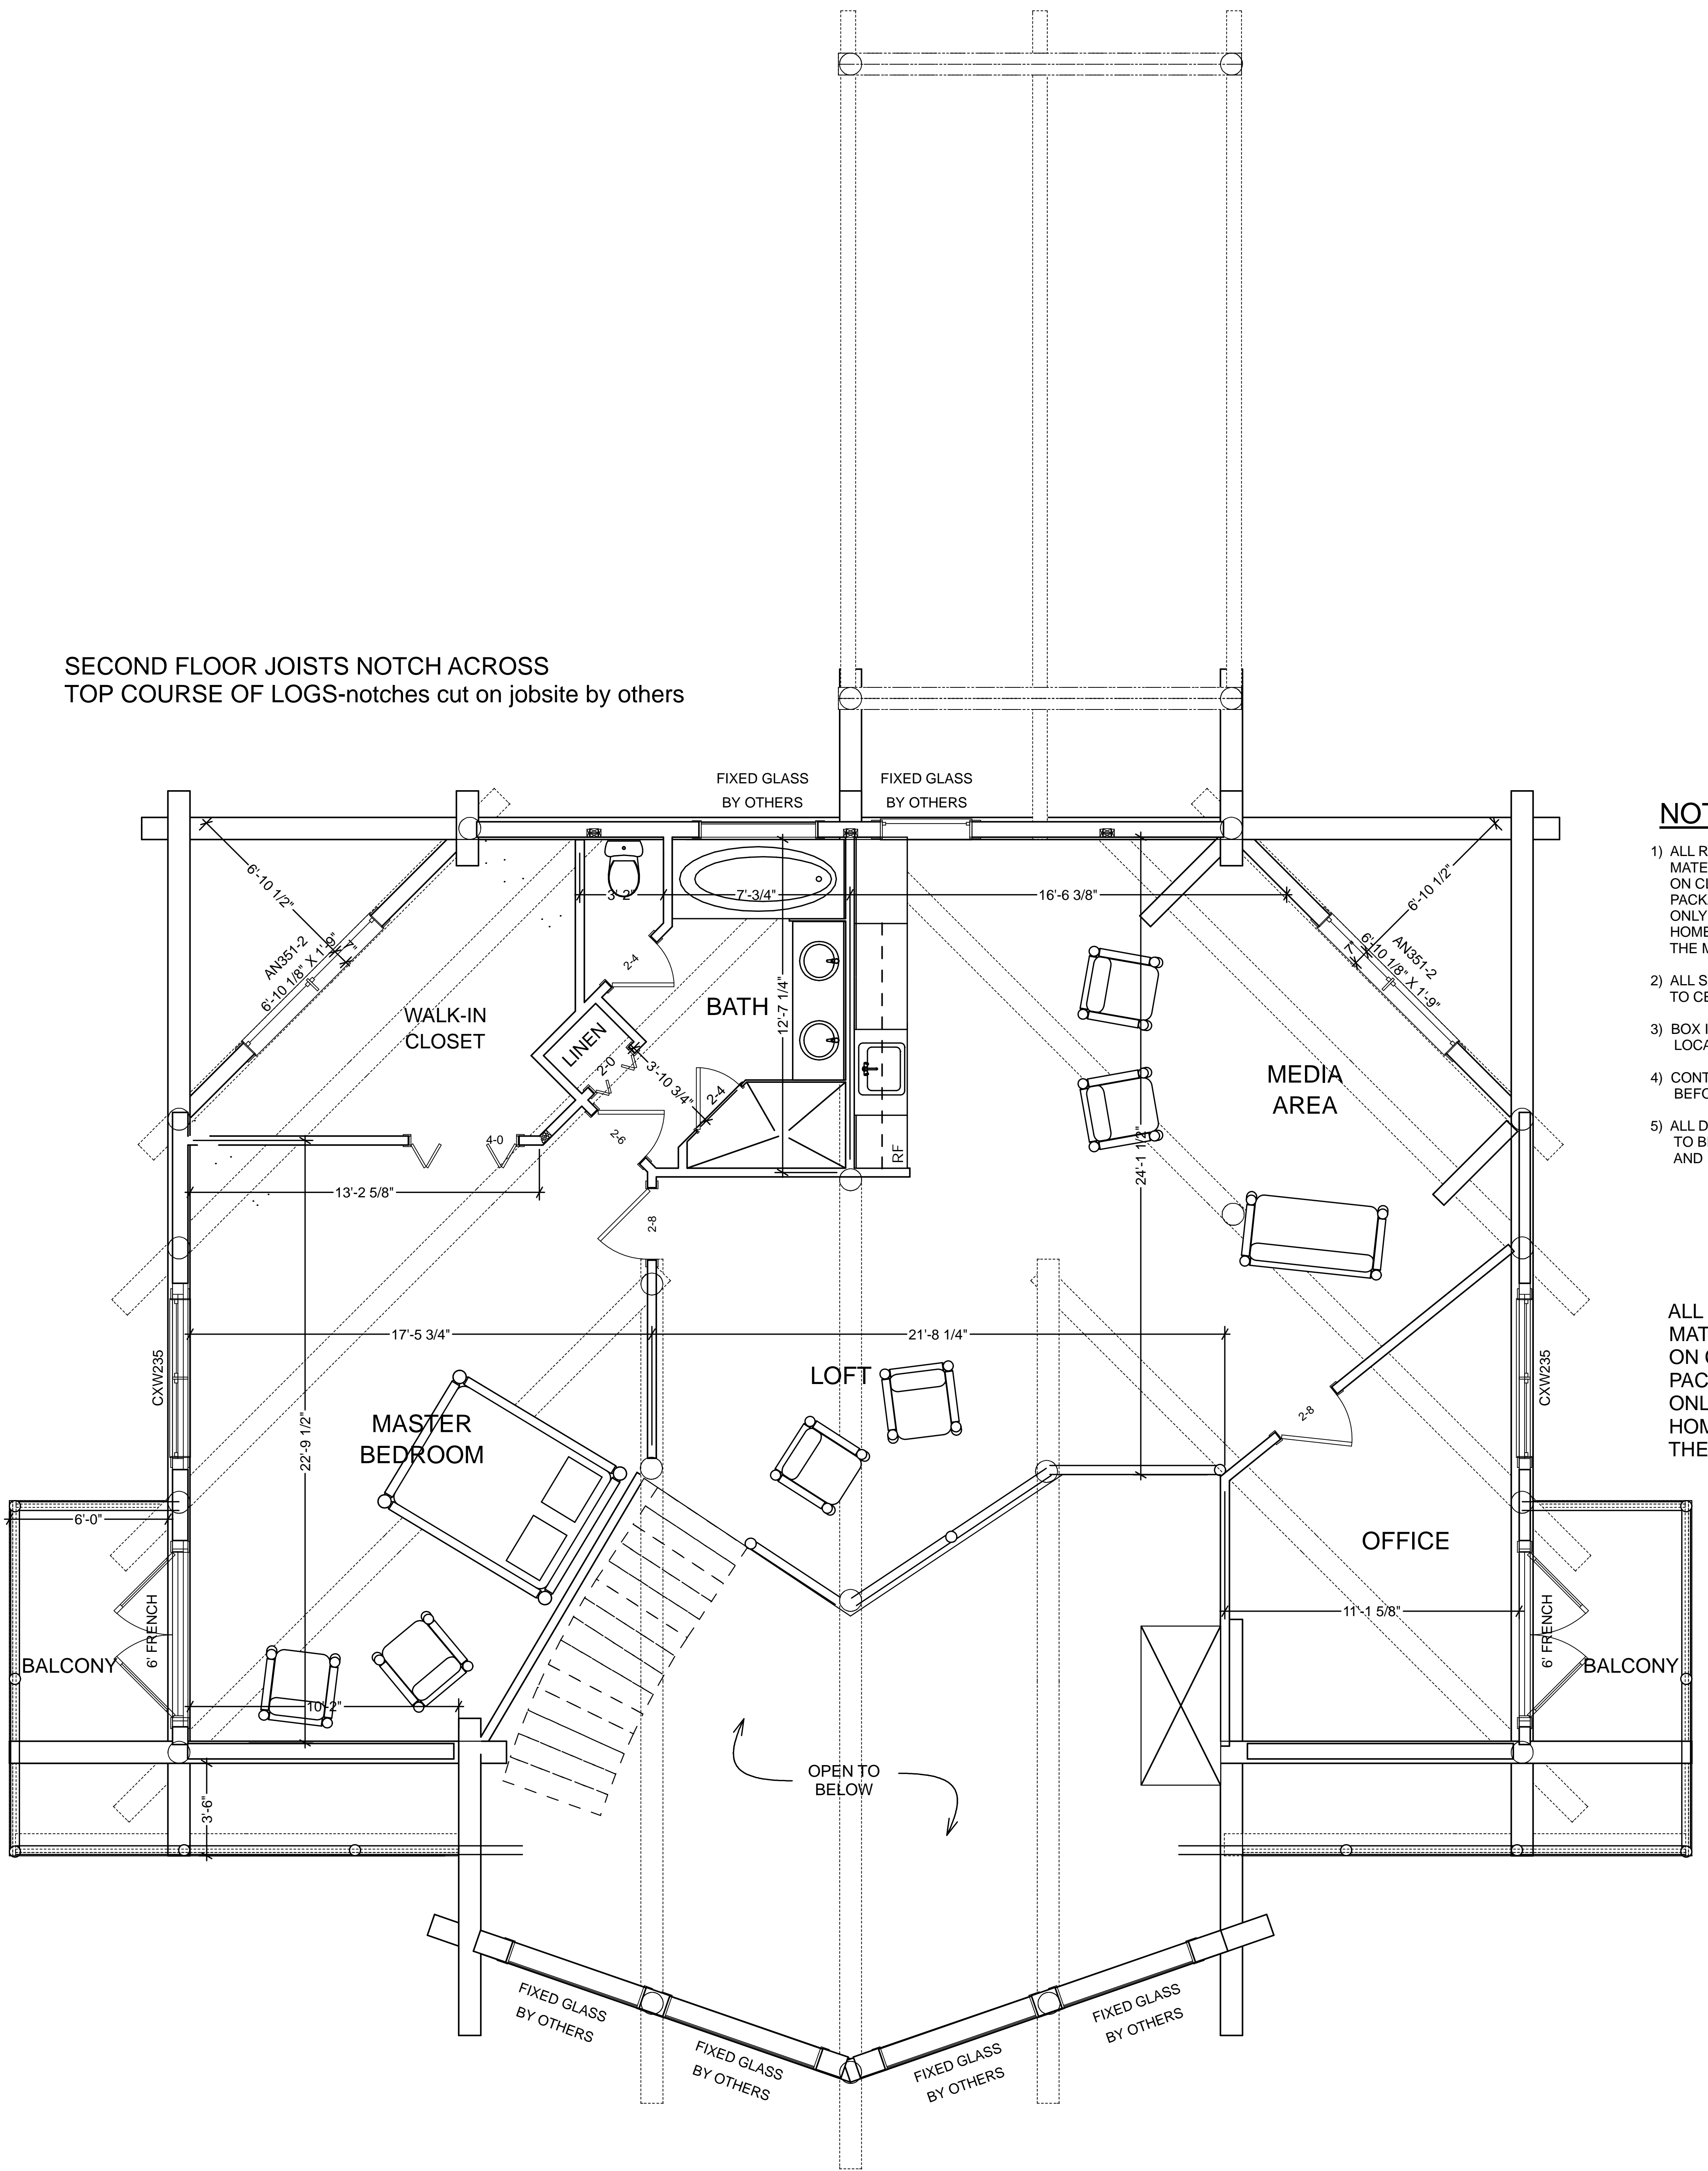 SECOND FLOOR JOISTS NOTCH ACROSS
TOP COURSE OF LOGS-notches cut on jobsite by others
FIXED GLASS
BY OTHERS
FIXED GLASS
BY OTHERS
6'-10 1/2"
AN351-2
6'-10 1/8" X 1'-9"
7"
3'-2"
7'-3/4"
16'-6 3/8"
6'-10 1/2"
AN351-2
6'-10 1/8" X 1'-9"
7"
2-4
WALK-IN
CLOSET
BATH
12'-7 1/4"
LINEN
2-0
3'-10 3/4"
2-4
2-6
4-0
RF
MEDIA
AREA
24'-1 1/2"
13'-2 5/8"
2-8
17'-5 3/4"
21'-8 1/4"
CXW235
CXW235
LOFT
MASTER
BEDROOM
22'-9 1/2"
2-8
6'-0"
OFFICE
11'-1 5/8"
6' FRENCH
BALCONY
6' FRENCH
BALCONY
10'-2"
3'-6"
OPEN TO
BELOW
FIXED GLASS
BY OTHERS
FIXED GLASS
BY OTHERS
FIXED GLASS
BY OTHERS
FIXED GLASS
BY OTHERS
NOT
1) ALL R
MATE
ON CL
PACK
ONLY
HOME
THE M
2) ALL S
TO CE
3) BOX I
LOCA
4) CONT
BEFO
5) ALL D
TO B
AND
ALL
MAT
ON
PAC
ONL
HOM
THE